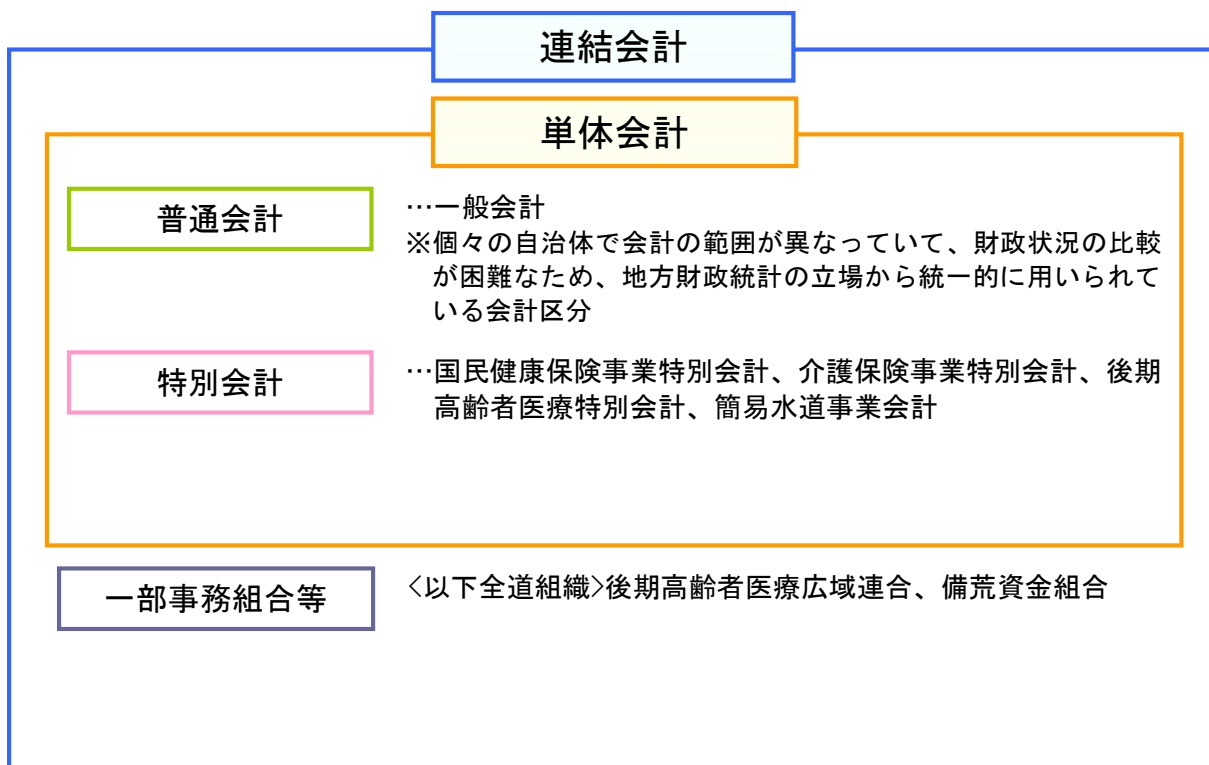 連結会計
単体会計
普通会計
…一般会計
※個々の自治体で会計の範囲が異なっていて、財政状況の比較
が困難なため、地方財政統計の立場から統一的に用いられて
いる会計区分
特別会計
…国民健康保険事業特別会計、介護保険事業特別会計、後期
高齢者医療特別会計、簡易水道事業会計
一部事務組合等
<以下全道組織>後期高齢者医療広域連合、備荒資金組合